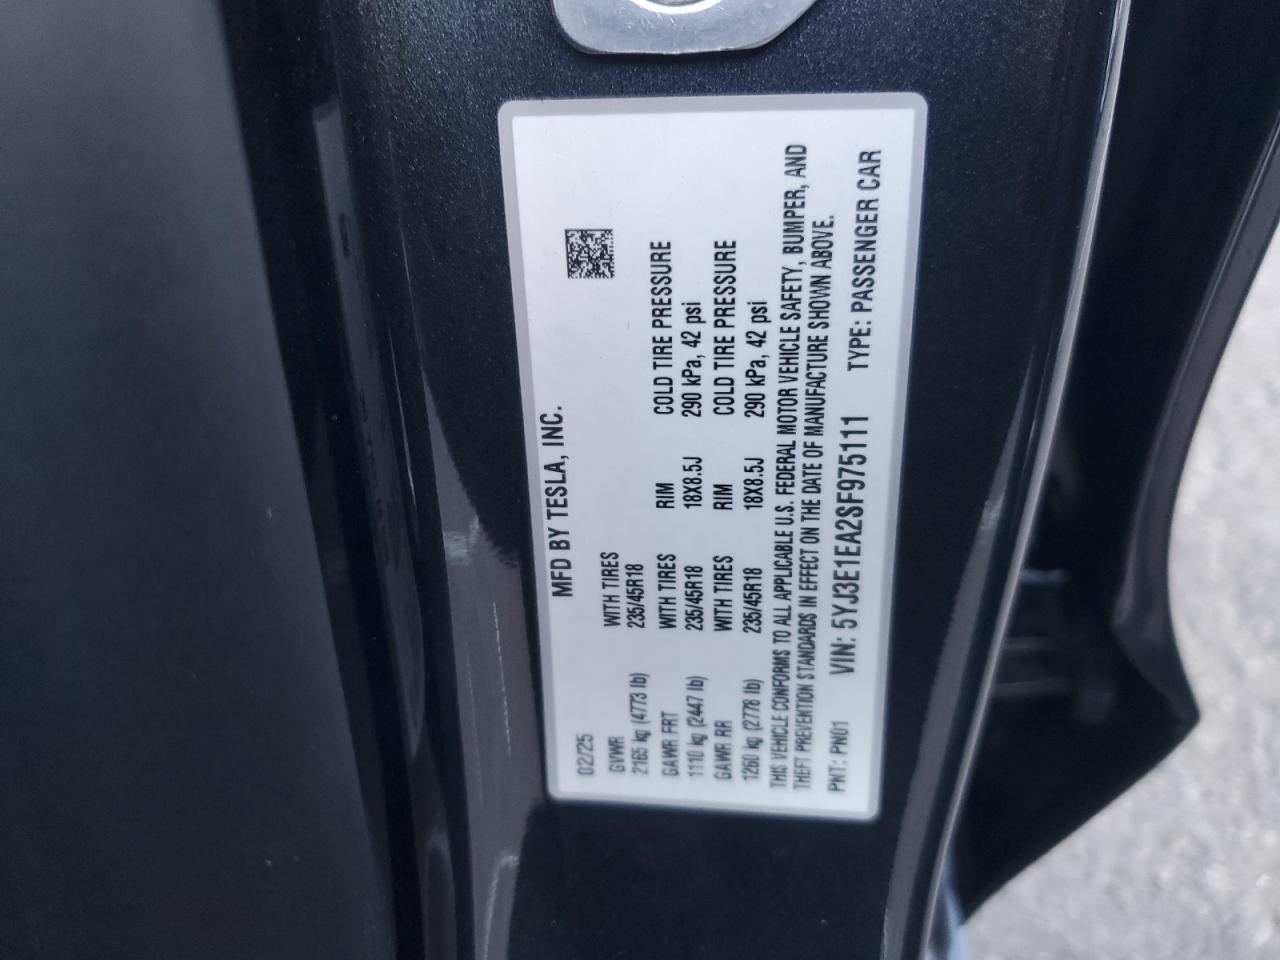 MFD BY TESLA, INC.
02/25
GVWR WITH TIRES
2165 kg (4773 lb) 235/45R18
GAWR FRT WITH TIRES RIM COLD TIRE PRESSURE
1110 kg (2447 lb) 235/45R18 18X8.5J 290 kPa, 42 psi
GAWR RR WITH TIRES RIM COLD TIRE PRESSURE
1260 kg (2778 lb) 235/45R18 18X8.5J 290 kPa, 42 psi
THIS VEHICLE CONFORMS TO ALL APPLICABLE U.S. FEDERAL MOTOR VEHICLE SAFETY, BUMPER, AND
THEFT PREVENTION STANDARDS IN EFFECT ON THE DATE OF MANUFACTURE SHOWN ABOVE.
PNT: PN01 VIN: 5YJ3E1EA2SF975111 TYPE: PASSENGER CAR